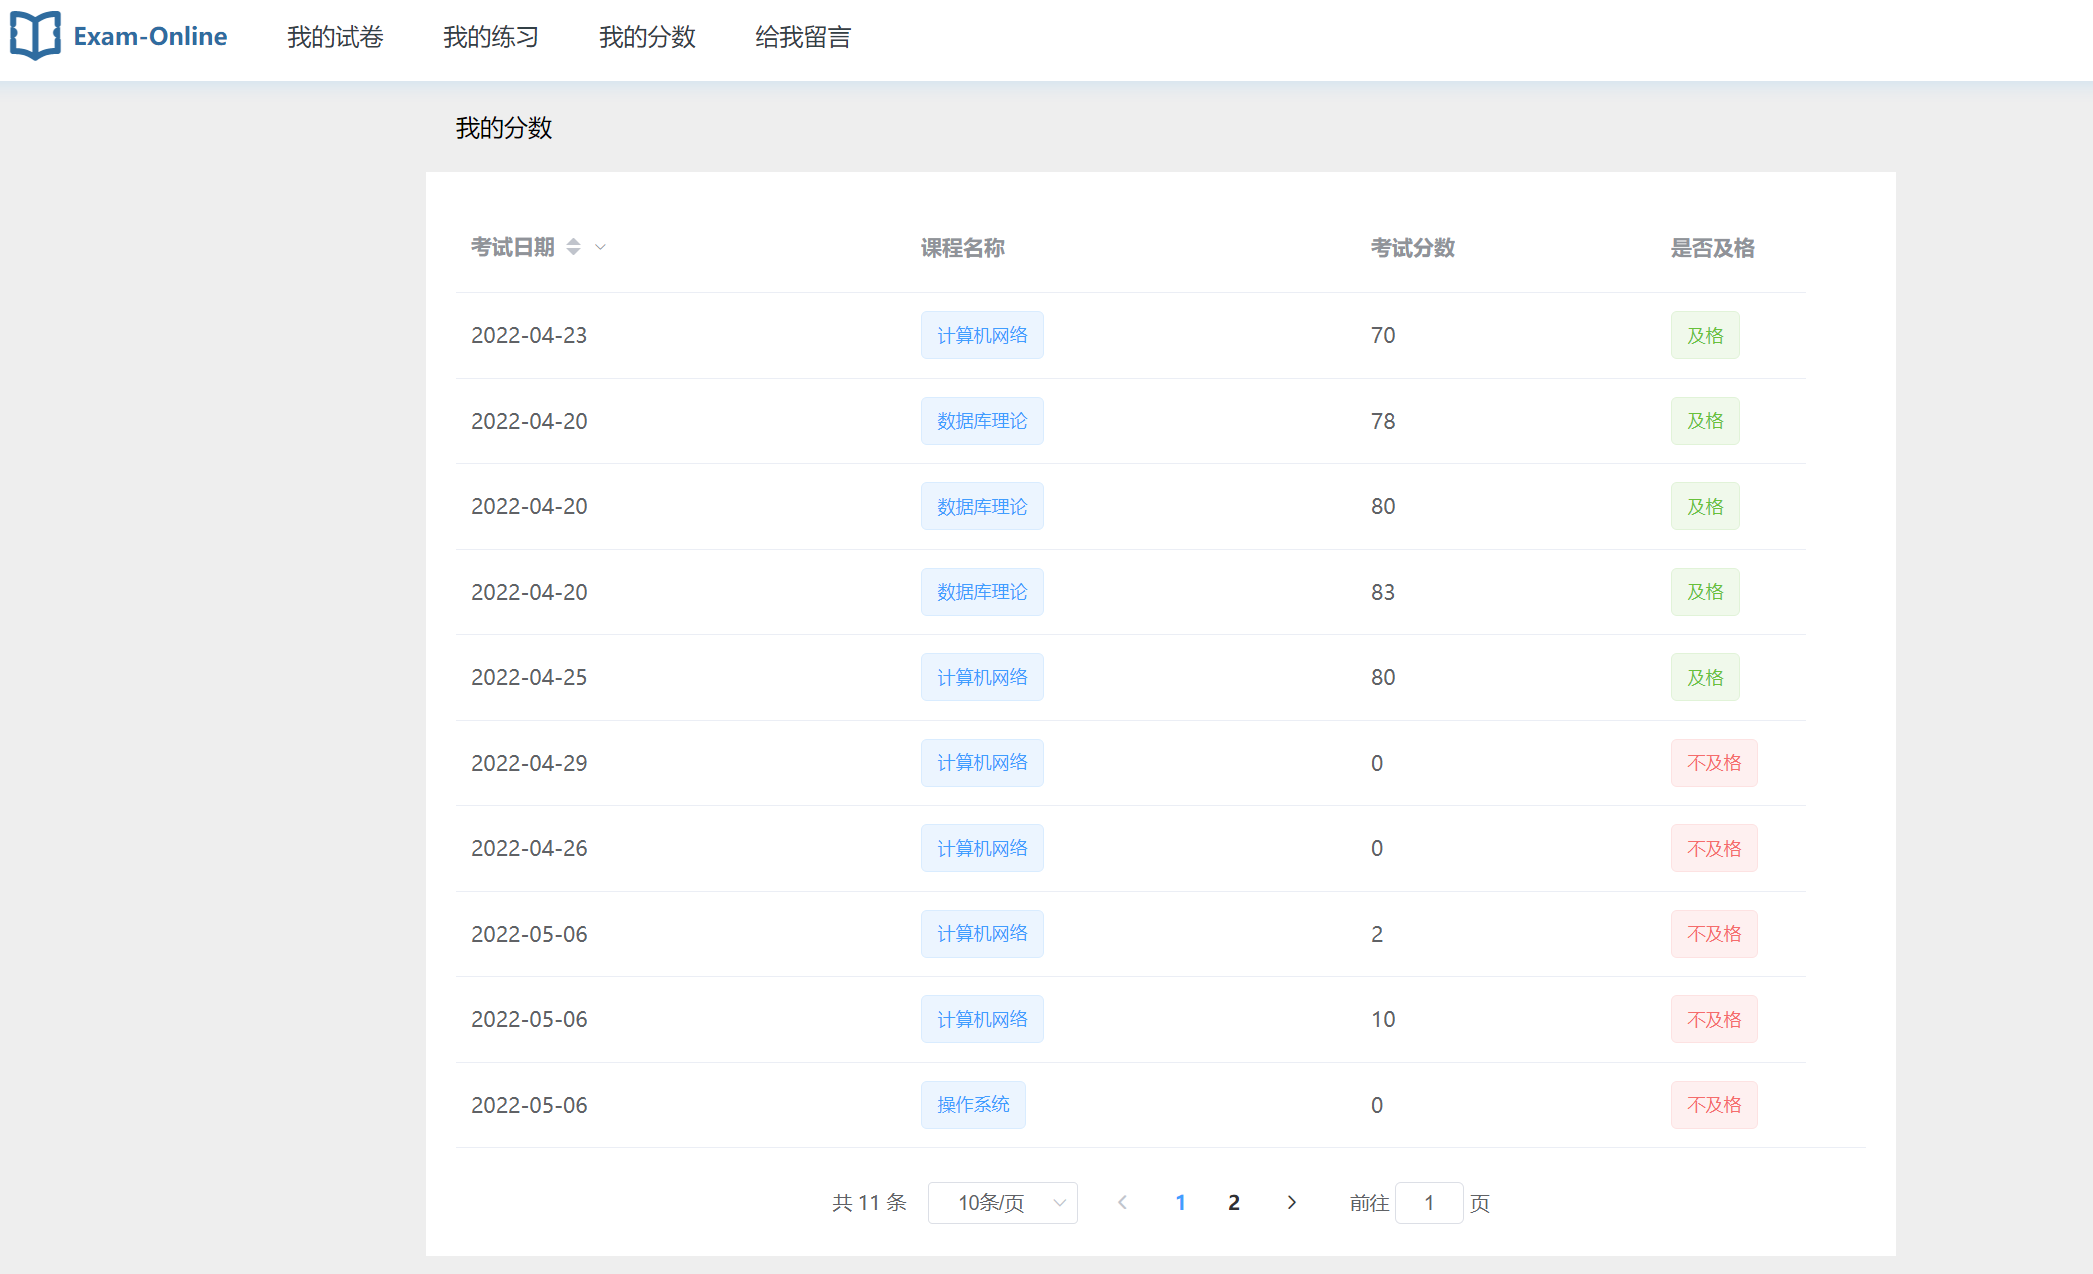 Exam-Online 我的试卷 我的练习 我的分数 给我留言
我的分数
考试日期 课程名称 考试分数 是否及格
2022-04-23 计算机网络 70 及格
2022-04-20 数据库理论 78 及格
2022-04-20 数据库理论 80 及格
2022-04-20 数据库理论 83 及格
2022-04-25 计算机网络 80 及格
2022-04-29 计算机网络 0 不及格
2022-04-26 计算机网络 0 不及格
2022-05-06 计算机网络 2 不及格
2022-05-06 计算机网络 10 不及格
2022-05-06 操作系统 0 不及格
共 11 条 10条/页 1 2 前往 1 页